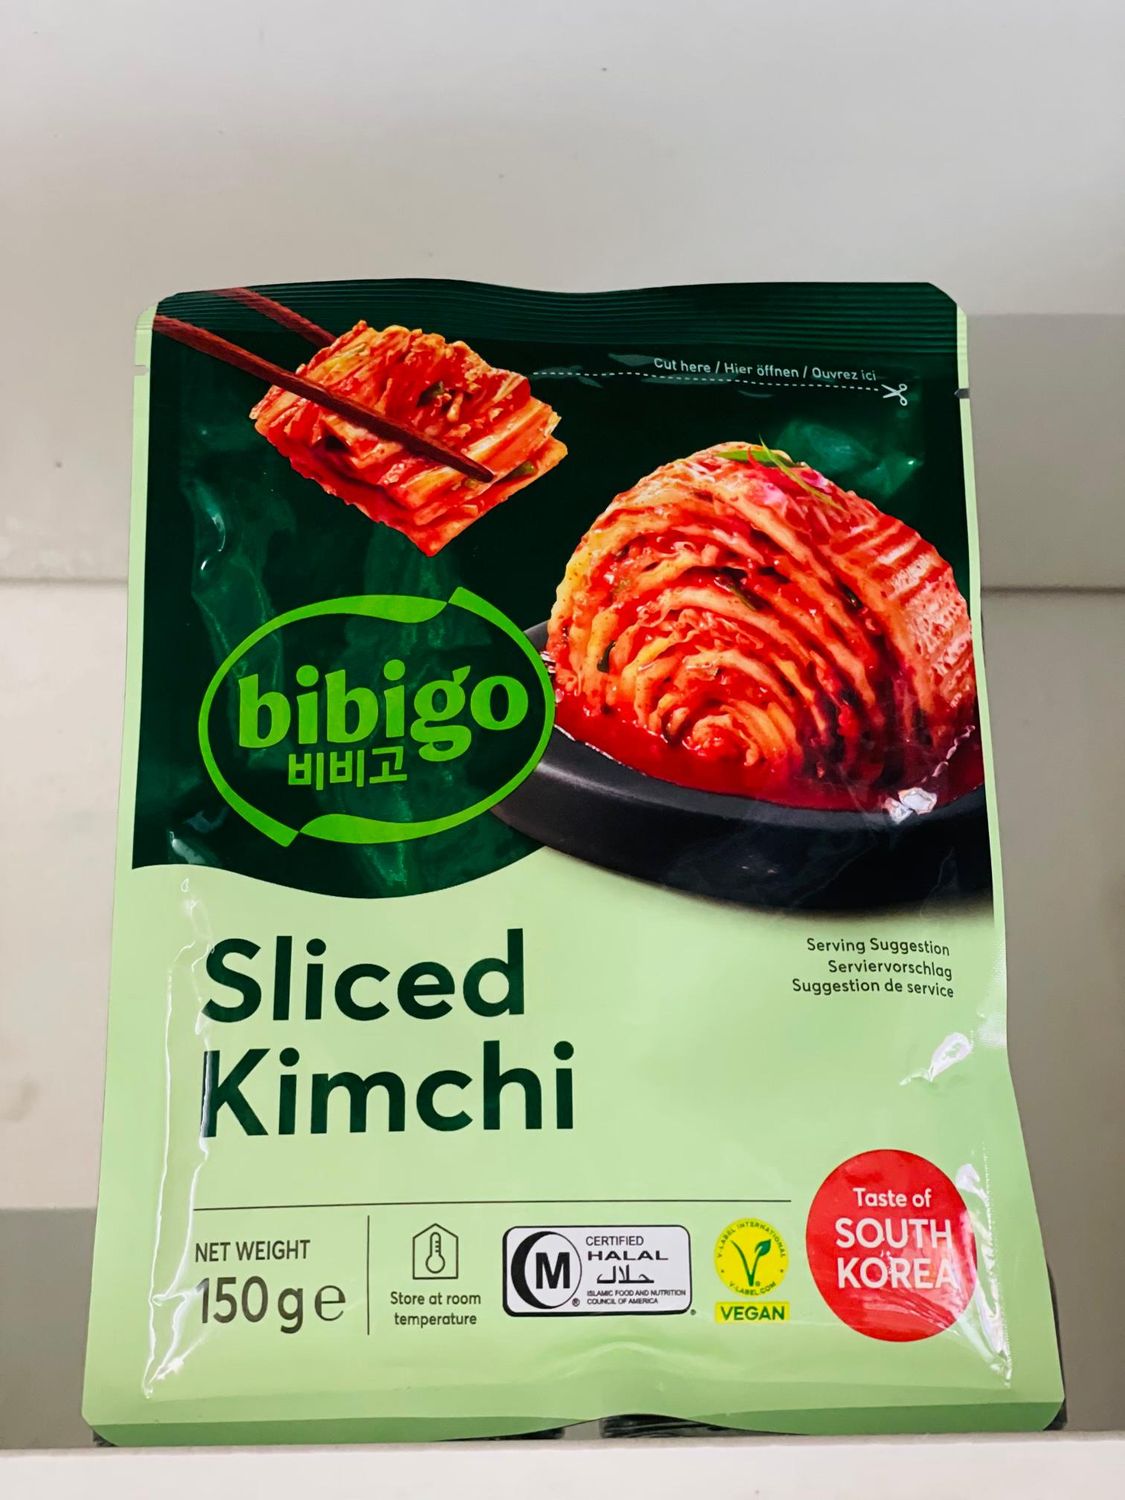 Cut here / Hier öffnen / Ouvrez ici
bibigo
비비고
Sliced
Kimchi
Serving Suggestion
Serviervorschlag
Suggestion de service
NET WEIGHT
150 g e
Store at room
temperature
M
®
CERTIFIED
HALAL
حلال
ISLAMIC FOOD AND NUTRITION
COUNCIL OF AMERICA
®
V-LABEL INTERNATIONAL
V-LABEL.COM
VEGAN
Taste of
SOUTH
KOREA